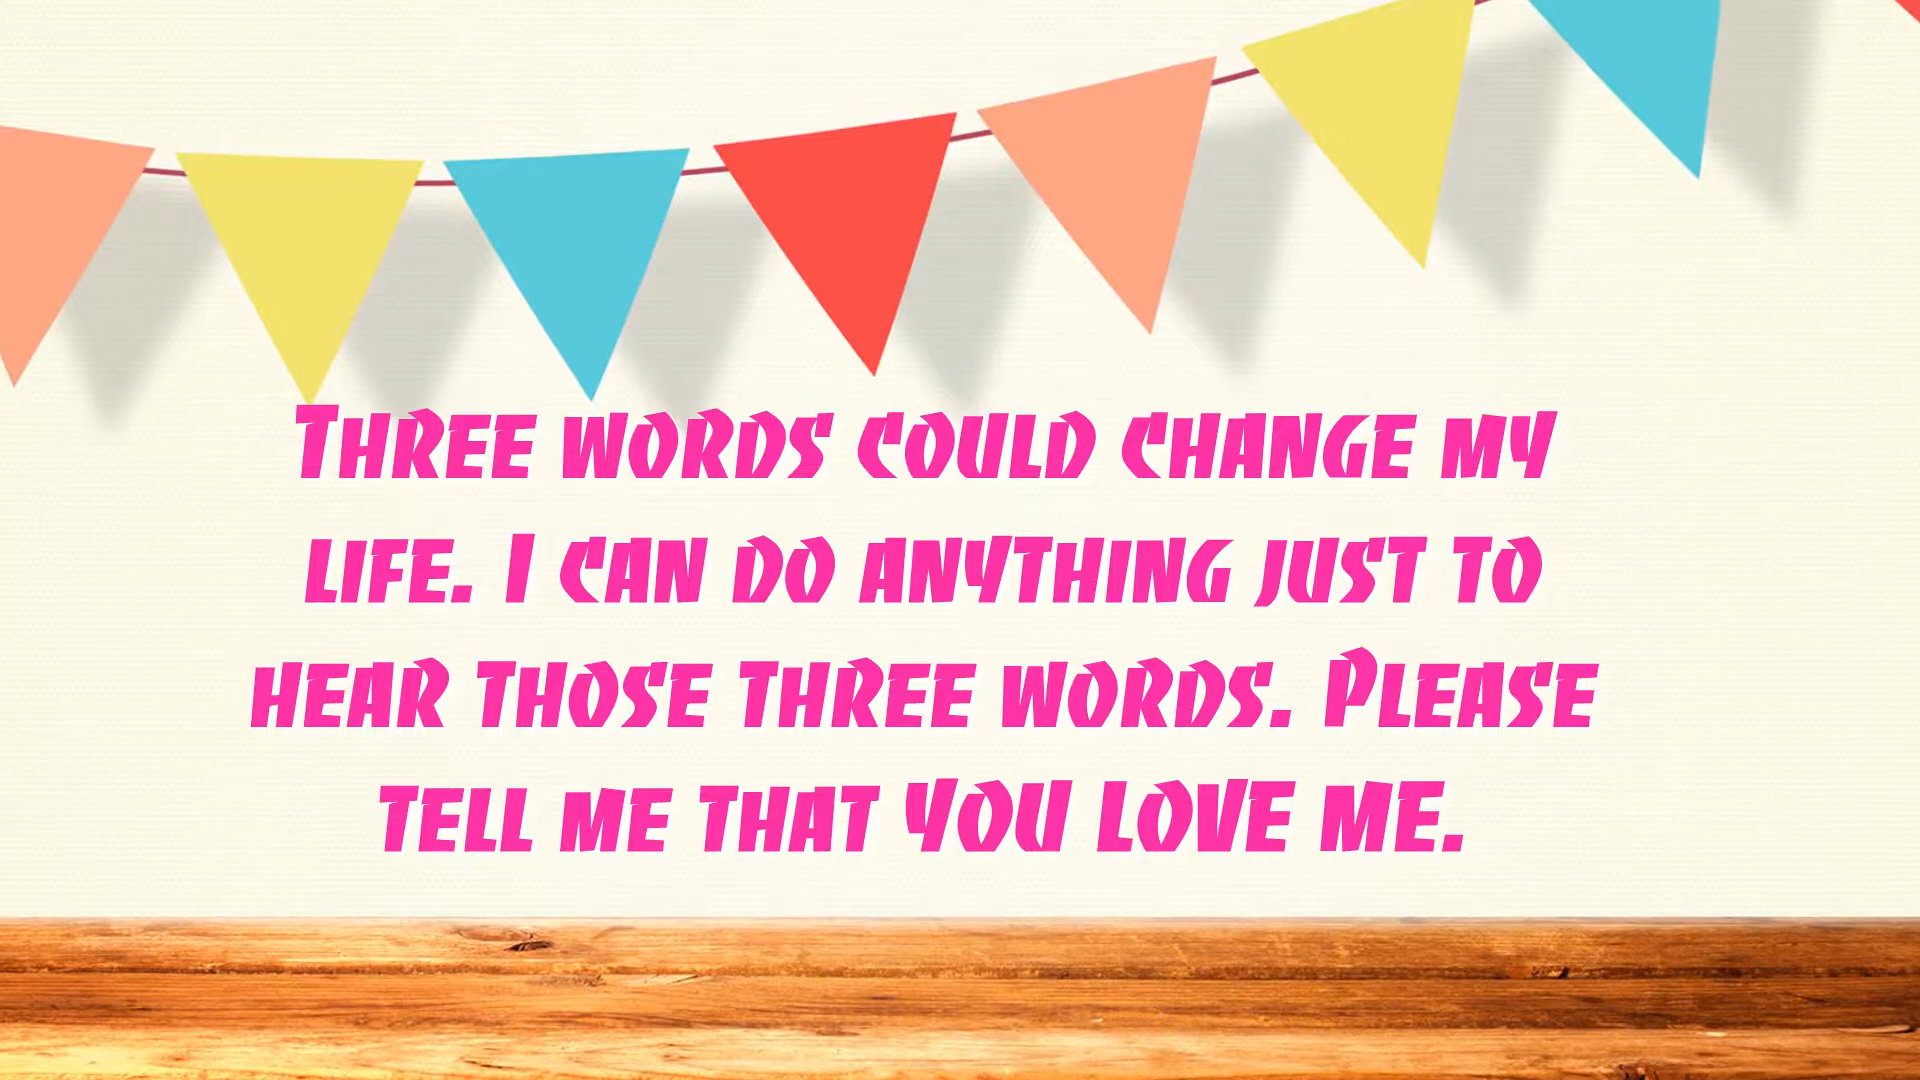 Three words could change my
life. I can do anything just to
hear those three words. Please
tell me that YOU LOVE ME.